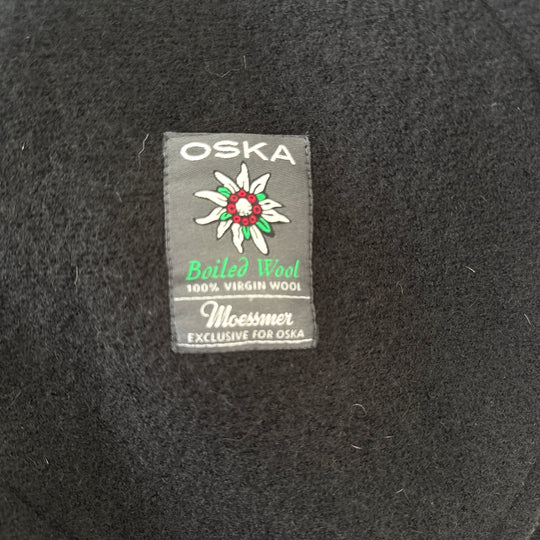 OSKA
Boiled Wool
100% VIRGIN WOOL
Moessmer
EXCLUSIVE FOR OSKA